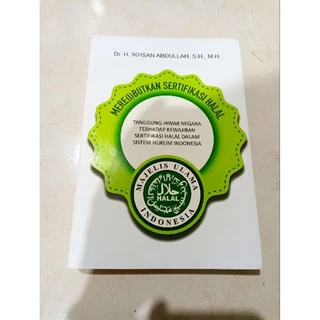 Dr. H. IKHSAN ABDULLAH, S.H., M.H.
MEREBUTKAN SERTIFIKASI HALAL
TANGGUNG JAWAB NEGARA
TERHADAP KEWAJIBAN
SERTIFIKASI HALAL DALAM
SISTEM HUKUM INDONESIA
MAJELIS ULAMA
حلال
HALAL
INDONESIA